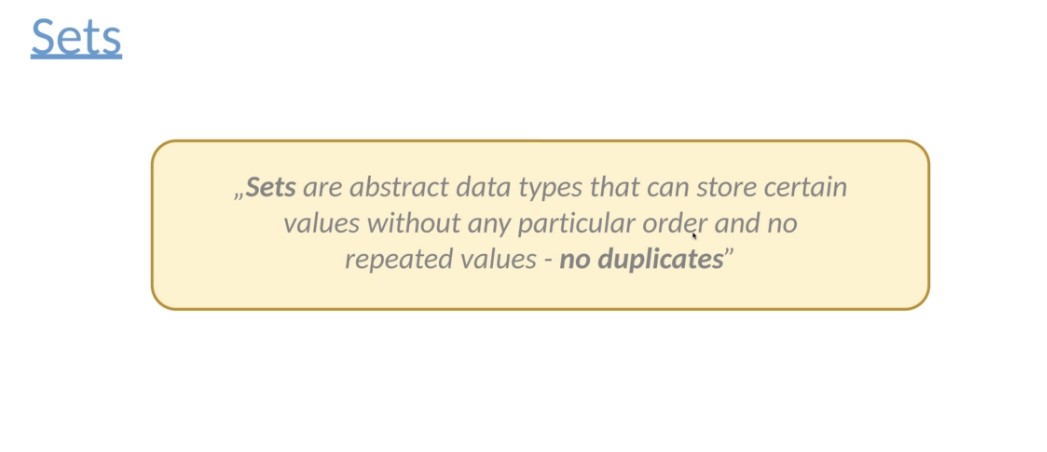 Sets
„Sets are abstract data types that can store certain
values without any particular order and no
repeated values - no duplicates”